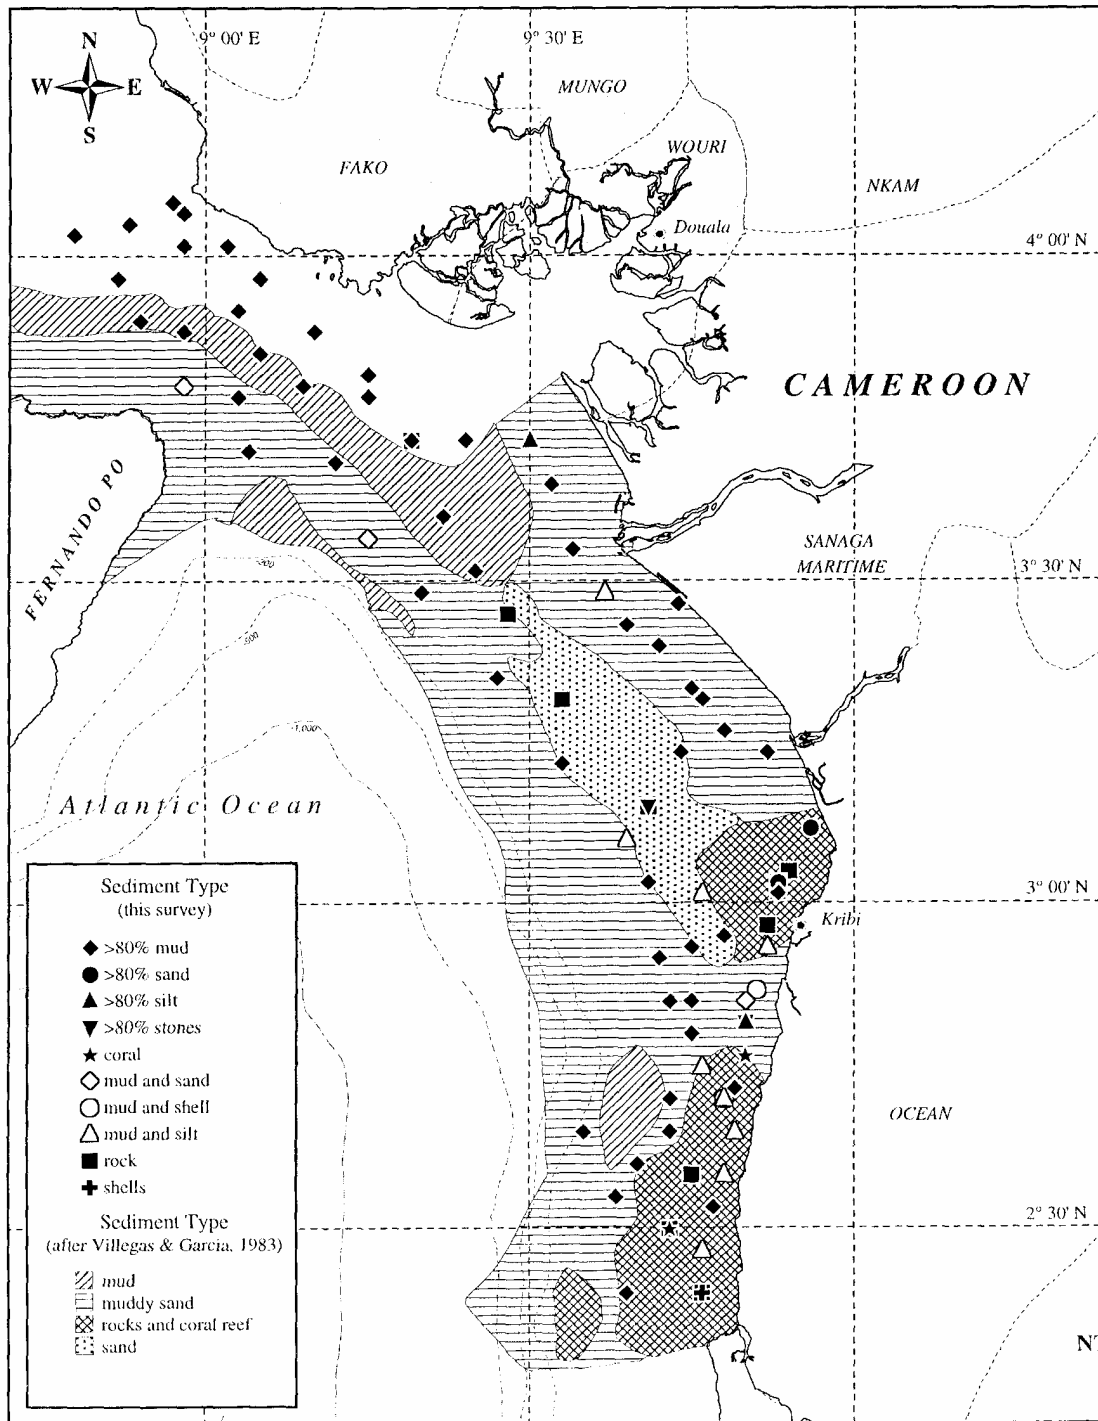 9° 00' E
9° 30' E
N
W
E
S
MUNGO
FAKO
WOURI
NKAM
Douala
4° 00' N
CAMEROON
FERNANDO PO
SANAGA
MARITIME
3° 30' N
-500
-1,000
Atlantic Ocean
3° 00' N
Kribi
OCEAN
2° 30' N
Sediment Type
(this survey)
>80% mud
>80% sand
>80% silt
>80% stones
coral
mud and sand
mud and shell
mud and silt
rock
shells
Sediment Type
(after Villegas & Garcia, 1983)
mud
muddy sand
rocks and coral reef
sand